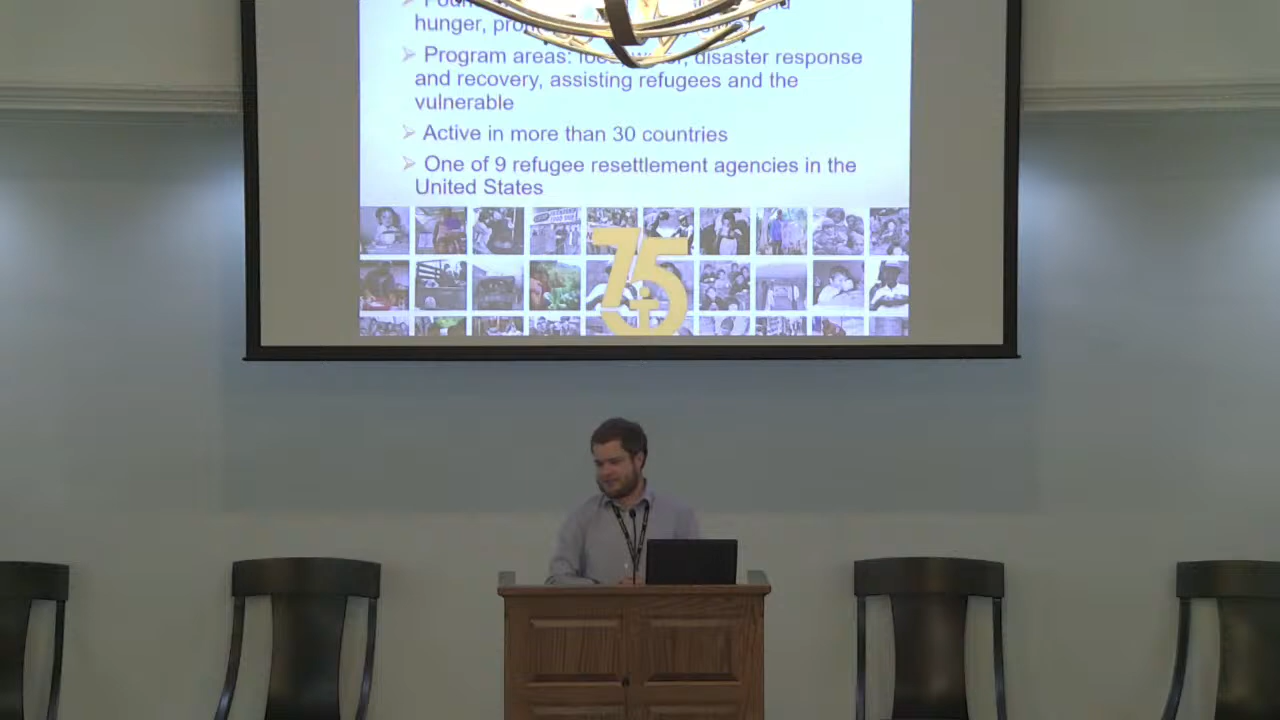 hunger,
Program areas: disaster response
and recovery, assisting refugees and the
vulnerable
Active in more than 30 countries
One of 9 refugee resettlement agencies in the
United States
75